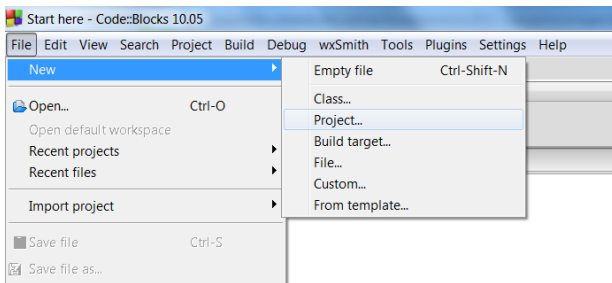 Start here - Code::Blocks 10.05
File Edit View Search Project Build Debug wxSmith Tools Plugins Settings Help
New
Empty file Ctrl-Shift-N
Class...
Project...
Build target...
File...
Custom...
From template...
Open... Ctrl-O
Open default workspace
Recent projects
Recent files
Import project
Save file Ctrl-S
Save file as...